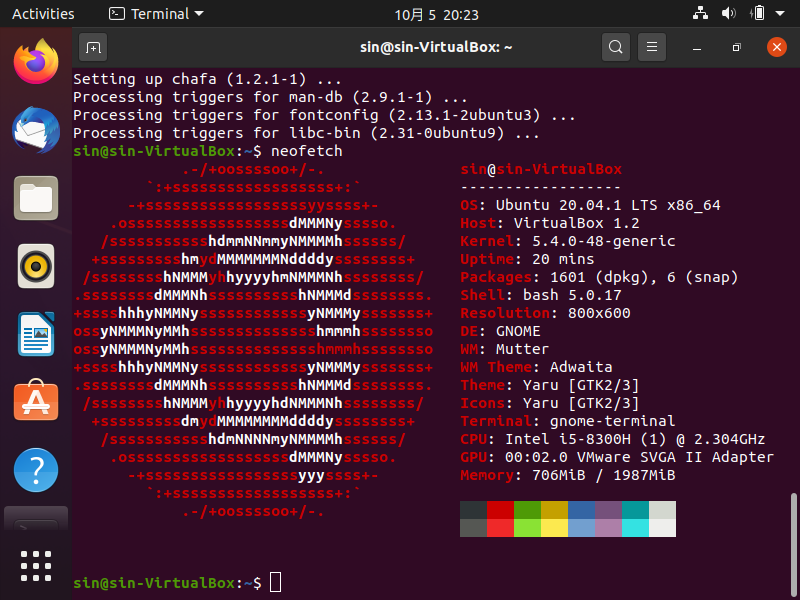 Activities
Terminal
10月 5 20:23
sin@sin-VirtualBox: ~
Setting up chafa (1.2.1-1) ...
Processing triggers for man-db (2.9.1-1) ...
Processing triggers for fontconfig (2.13.1-2ubuntu3) ...
Processing triggers for libc-bin (2.31-0ubuntu9) ...
sin@sin-VirtualBox:~$ neofetch
            .-/+oossssoo+/-.               sin@sin-VirtualBox
        `:+ssssssssssssssssss+:`           ------------------
      -+ssssssssssssssssssyyssss+-         OS: Ubuntu 20.04.1 LTS x86_64
    .ossssssssssssssssssdMMMNysssso.       Host: VirtualBox 1.2
   /ssssssssssshdmmNNmmyNMMMMhssssss/      Kernel: 5.4.0-48-generic
  +ssssssssshmydMMMMMMMNddddyssssssss+     Uptime: 20 mins
 /sssssssshNMMMyhhyyyyhmNMMMNhssssssss/    Packages: 1601 (dpkg), 6 (snap)
.ssssssssdMMMNhsssssssssshNMMMdssssssss.   Shell: bash 5.0.17
+sssshhhyNMMNyssssssssssssyNMMMysssssss+   Resolution: 800x600
ossyNMMMNyMMhsssssssssssssshmmmhssssssso   DE: GNOME
ossyNMMMNyMMhsssssssssssssshmmmhssssssso   WM: Mutter
+sssshhhyNMMNyssssssssssssyNMMMysssssss+   WM Theme: Adwaita
.ssssssssdMMMNhsssssssssshNMMMdssssssss.   Theme: Yaru [GTK2/3]
 /sssssssshNMMMyhhyyyyhdNMMMNhssssssss/    Icons: Yaru [GTK2/3]
  +sssssssssdmydMMMMMMMMddddyssssssss+     Terminal: gnome-terminal
   /ssssssssssshdmNNNNmyNMMMMhssssss/      CPU: Intel i5-8300H (1) @ 2.304GHz
    .ossssssssssssssssssdMMMNysssso.       GPU: 00:02.0 VMware SVGA II Adapter
      -+sssssssssssssssssyyyssss+-         Memory: 706MiB / 1987MiB
        `:+ssssssssssssssssss+:`
            .-/+oossssoo+/-.
sin@sin-VirtualBox:~$